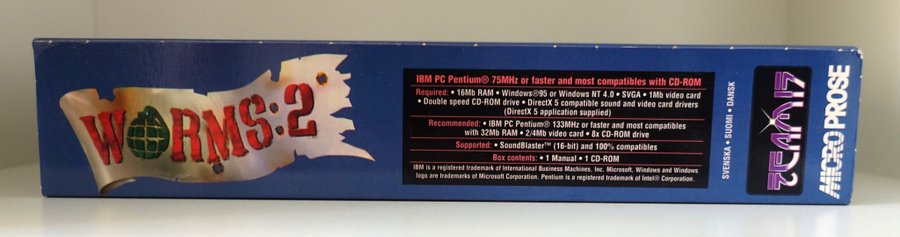 WORMS:2
IBM PC Pentium® 75MHz or faster and most compatibles with CD-ROM
Required: • 16Mb RAM • Windows®95 or Windows NT 4.0 • SVGA • 1Mb video card
• Double speed CD-ROM drive • DirectX 5 compatible sound and video card drivers
(DirectX 5 application supplied)
Recommended: • IBM PC Pentium® 133MHz or faster and most compatibles
with 32Mb RAM • 2/4Mb video card • 8x CD-ROM drive
Supported: • SoundBlaster™ (16-bit) and 100% compatibles
Box contents: • 1 Manual • 1 CD-ROM
IBM is a registered trademark of International Business Machines, Inc. Microsoft, Windows and Windows
logo are trademarks of Microsoft Corporation. Pentium is a registered trademark of Intel® Corporation.
SVENSKA • SUOMI • DANSK
TEAM17
MICROPROSE